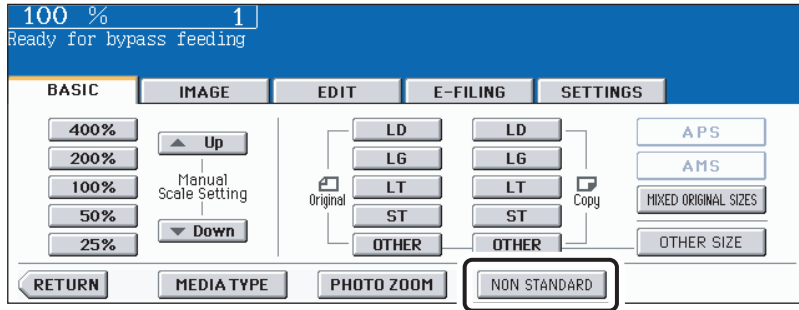 100 % 1
Ready for bypass feeding
BASIC IMAGE EDIT E-FILING SETTINGS
400% Up LD LD APS
200% LG LG AMS
100% Manual Scale Setting Original LT LT Copy MIXED ORIGINAL SIZES
50% Down ST ST
25% OTHER OTHER OTHER SIZE
RETURN MEDIA TYPE PHOTO ZOOM NON STANDARD